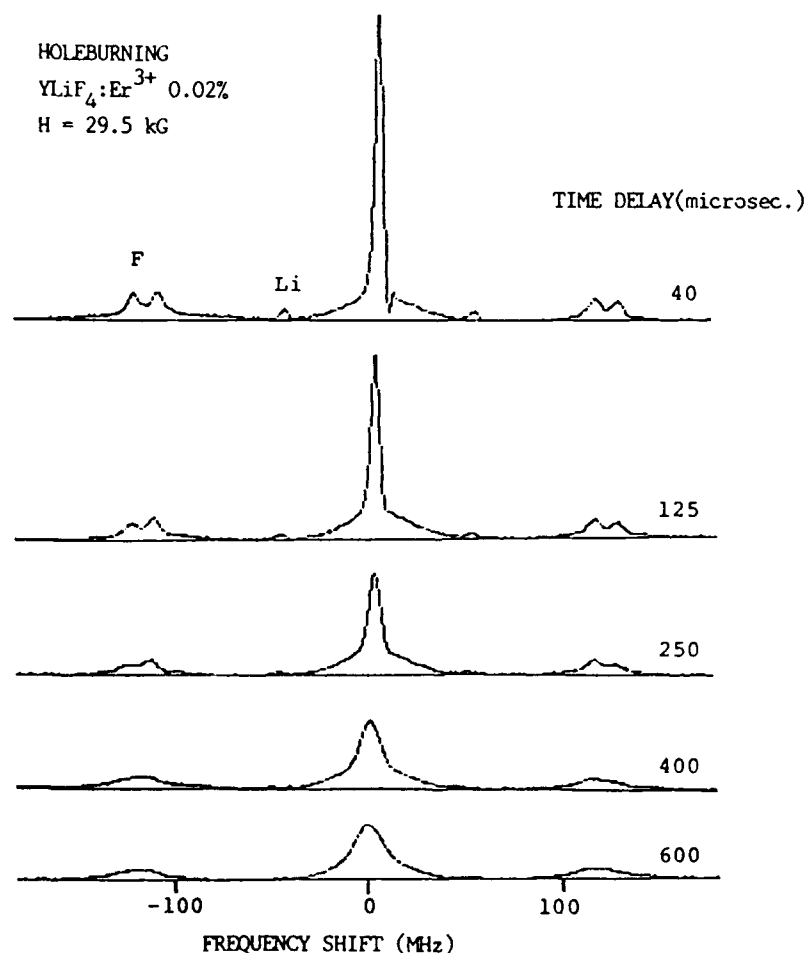 HOLEBURNING
YLiF4:Er3+ 0.02%
H = 29.5 kG
TIME DELAY(microsec.)
F
Li
40
125
250
400
600
-100
0
100
FREQUENCY SHIFT (MHz)